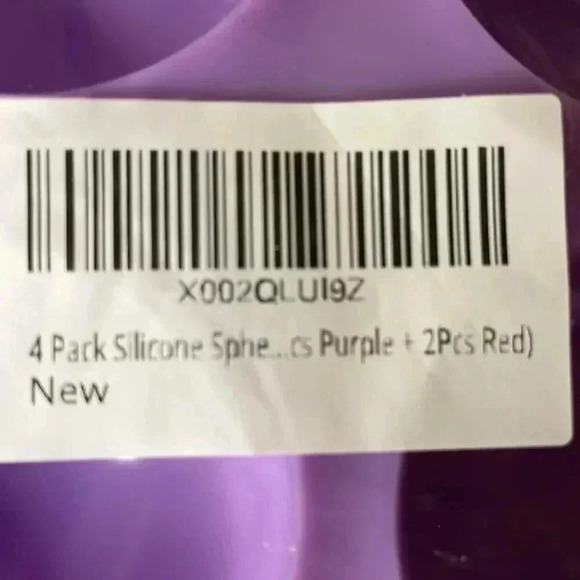 X002QLUI9Z
4 Pack Silicone Sphe...cs Purple + 2Pcs Red)
New